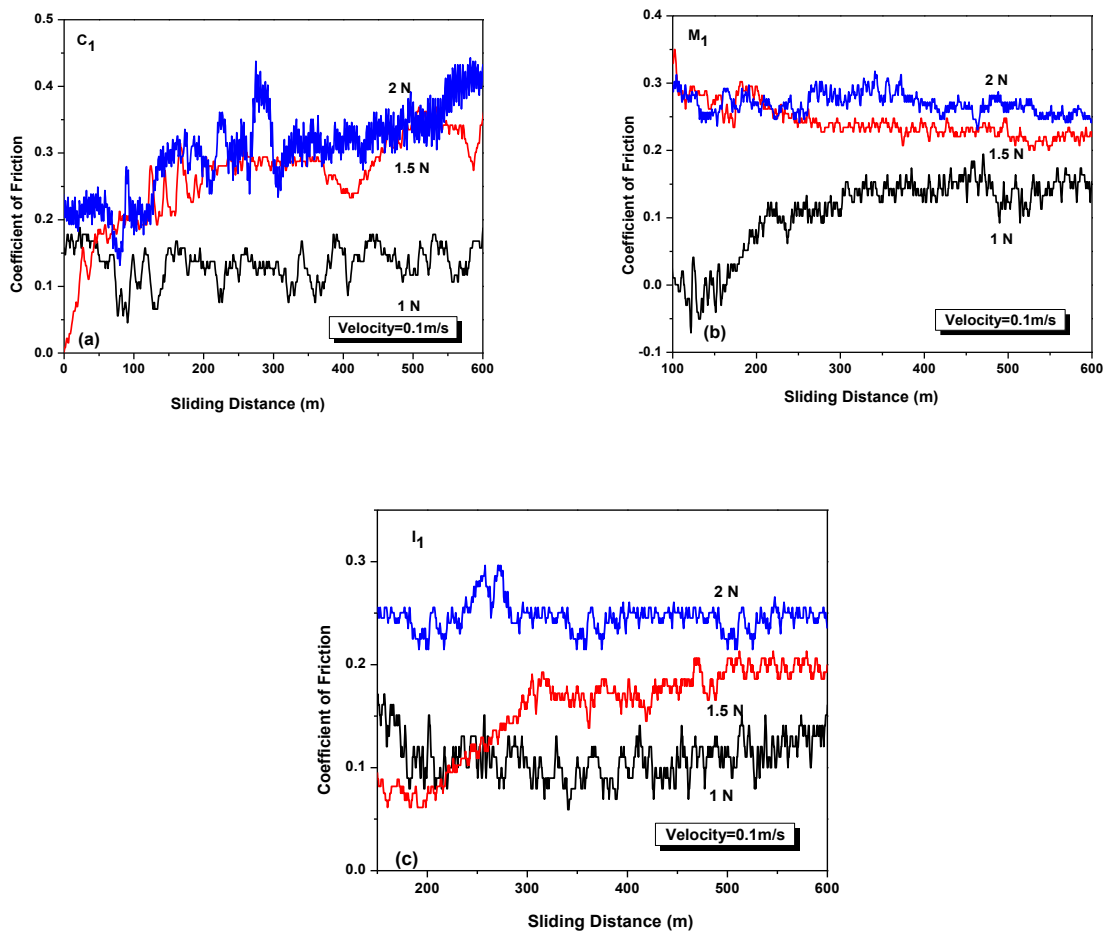 C1
0.5
0.4
0.3
0.2
0.1
0.0
Coefficient of Friction
2 N
1.5 N
1 N
Velocity=0.1m/s
(a)
0 100 200 300 400 500 600
Sliding Distance (m)
M1
0.4
0.3
0.2
0.1
0.0
-0.1
Coefficient of Friction
2 N
1.5 N
1 N
Velocity=0.1m/s
(b)
100 200 300 400 500 600
Sliding Distance (m)
I1
0.3
0.2
0.1
0.0
Coefficient of Friction
2 N
1.5 N
1 N
Velocity=0.1m/s
(c)
200 300 400 500 600
Sliding Distance (m)